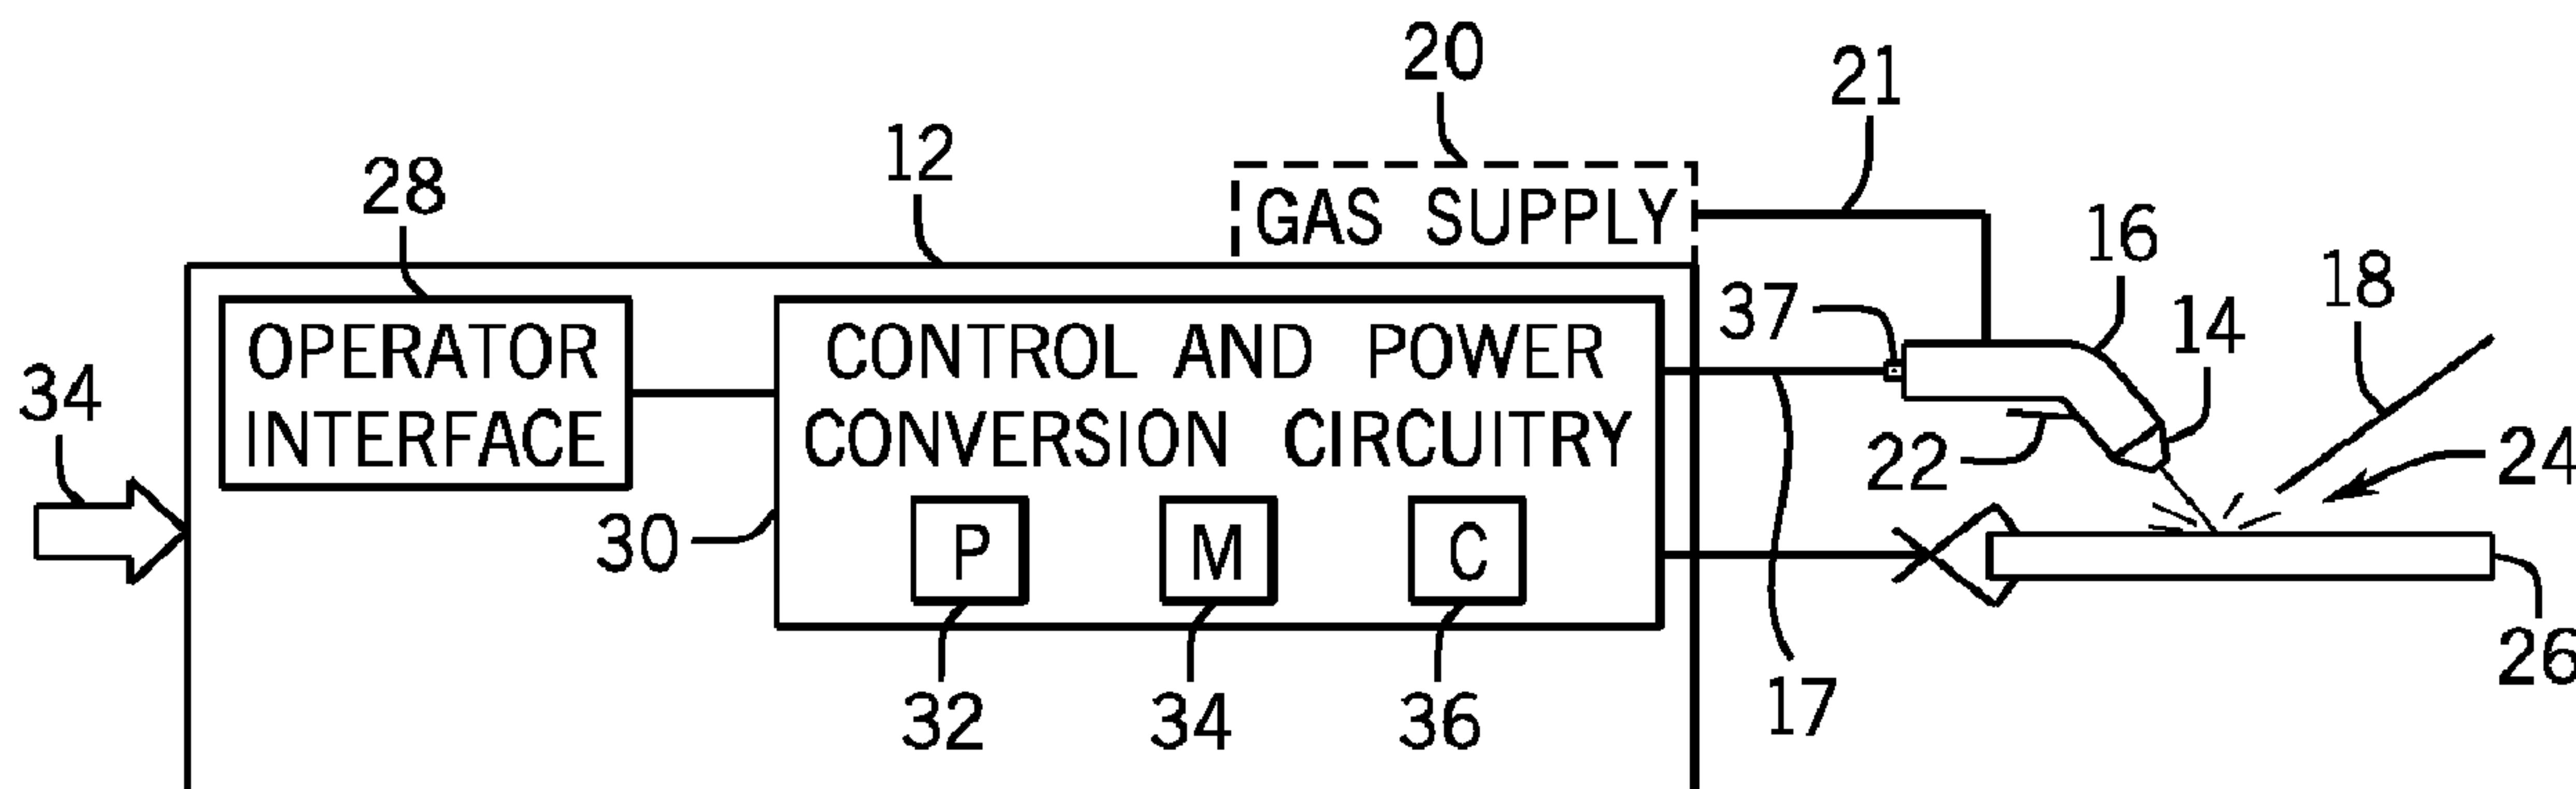 20
21
12
28
GAS SUPPLY
16
18
37
14
OPERATOR
INTERFACE
CONTROL AND POWER
CONVERSION CIRCUITRY
34
22
24
30
P
M
C
26
32
34
36
17